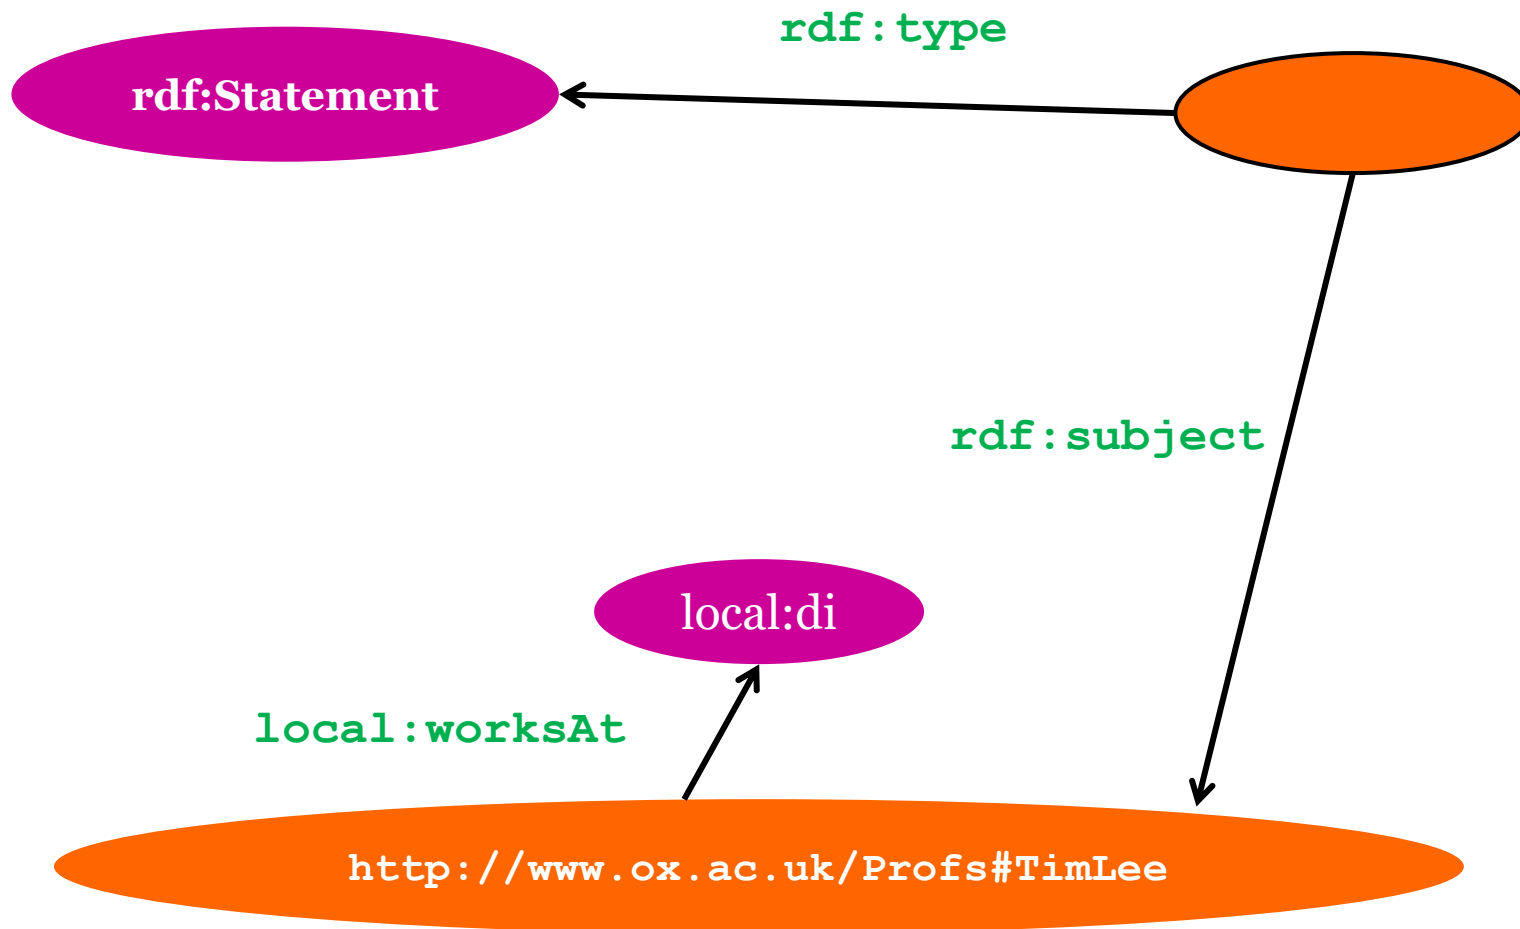 rdf:type
rdf:Statement
rdf:subject
local:di
local:worksAt
http://www.ox.ac.uk/Profs#TimLee